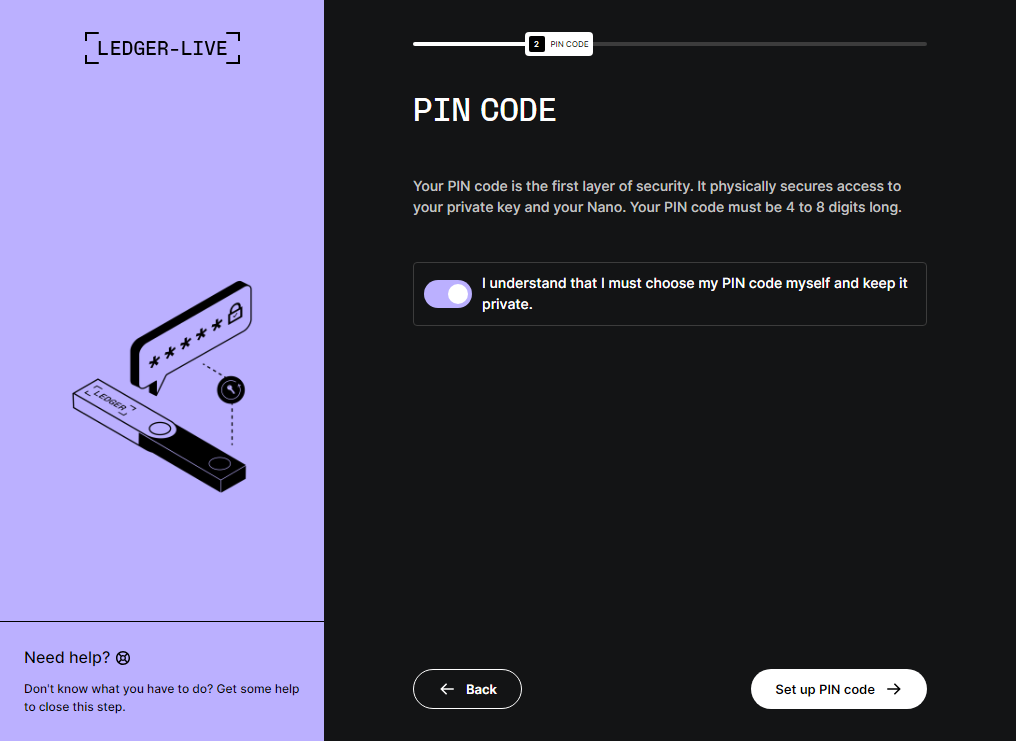 LEDGER-LIVE
2 PIN CODE
PIN CODE
Your PIN code is the first layer of security. It physically secures access to
your private key and your Nano. Your PIN code must be 4 to 8 digits long.
I understand that I must choose my PIN code myself and keep it
private.
*****
LEDGER
Need help?
Don't know what you have to do? Get some help
to close this step.
Back
Set up PIN code